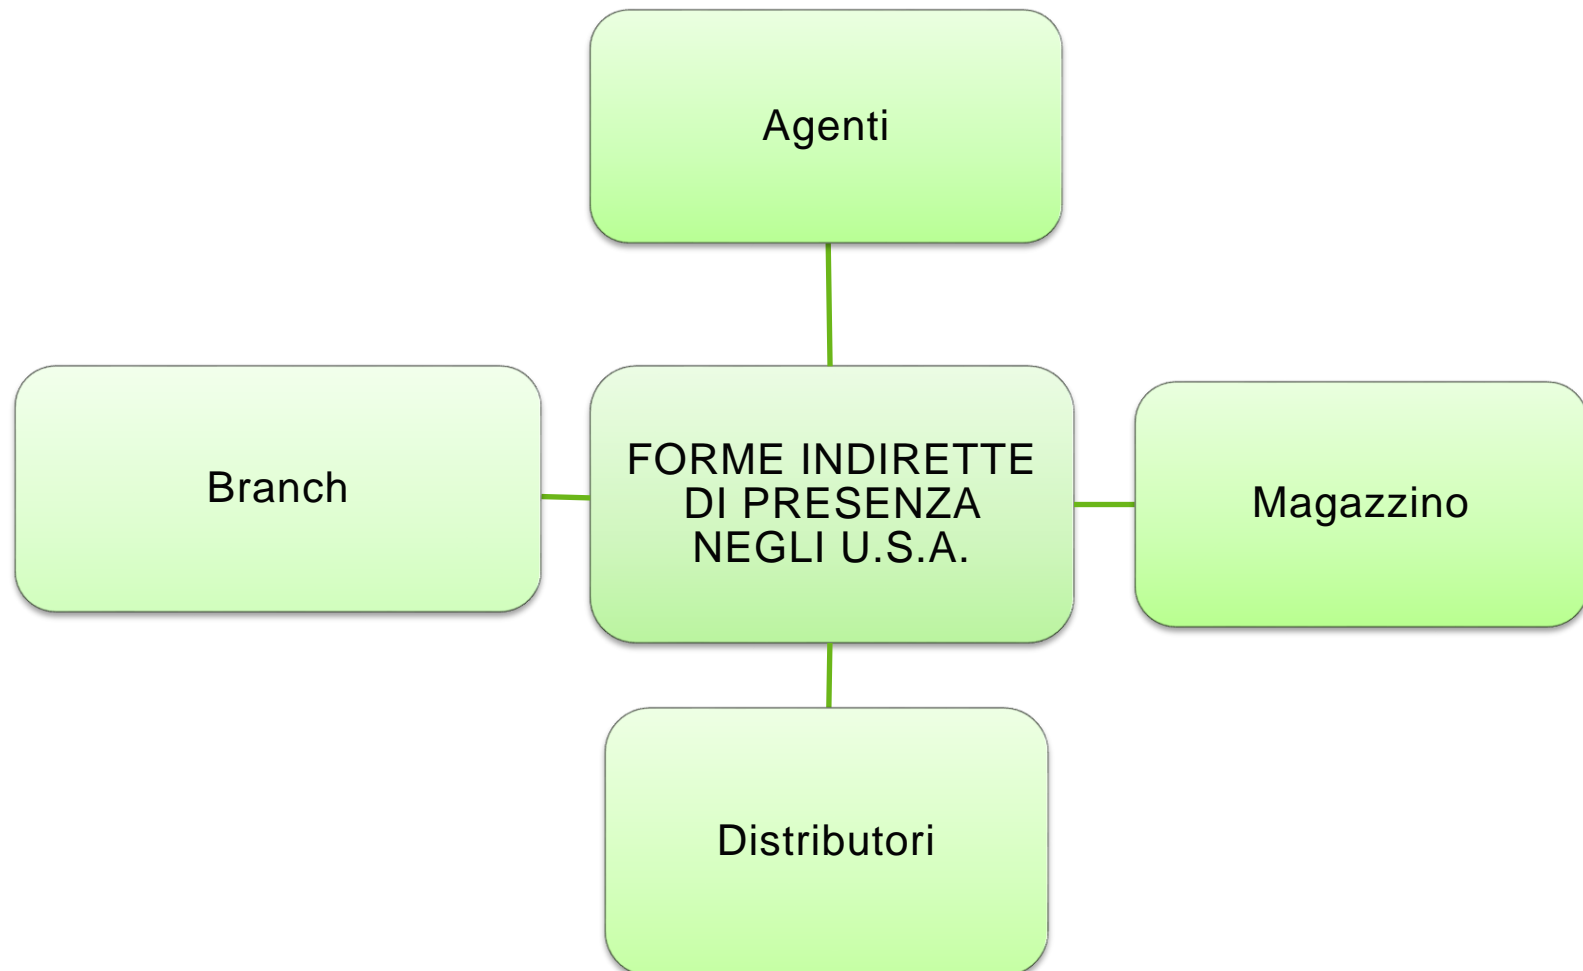 Agenti
Branch
FORME INDIRETTE
DI PRESENZA
NEGLI U.S.A.
Magazzino
Distributori